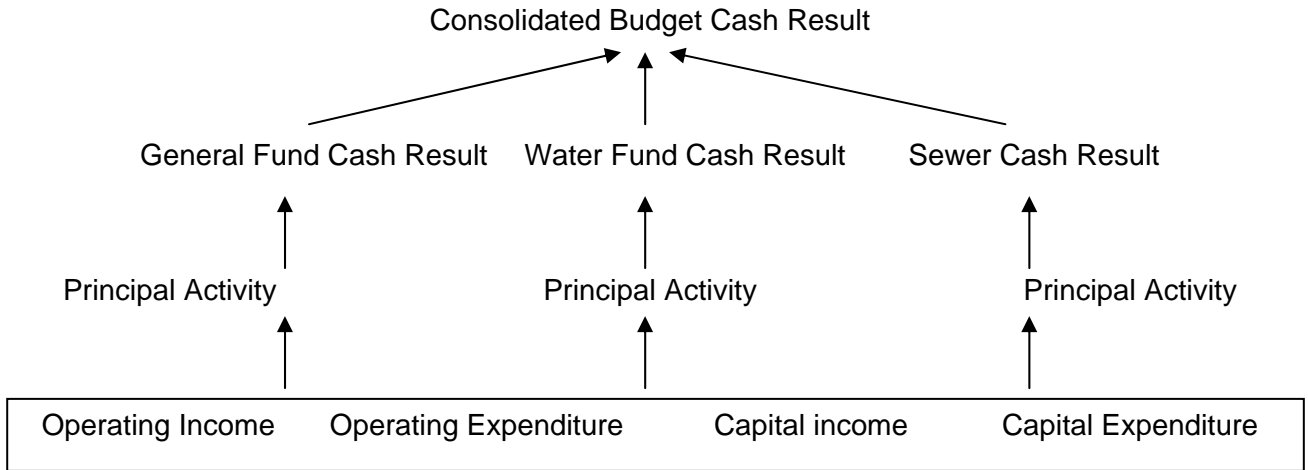 Consolidated Budget Cash Result
General Fund Cash Result Water Fund Cash Result Sewer Cash Result
Principal Activity Principal Activity Principal Activity
Operating Income Operating Expenditure Capital income Capital Expenditure